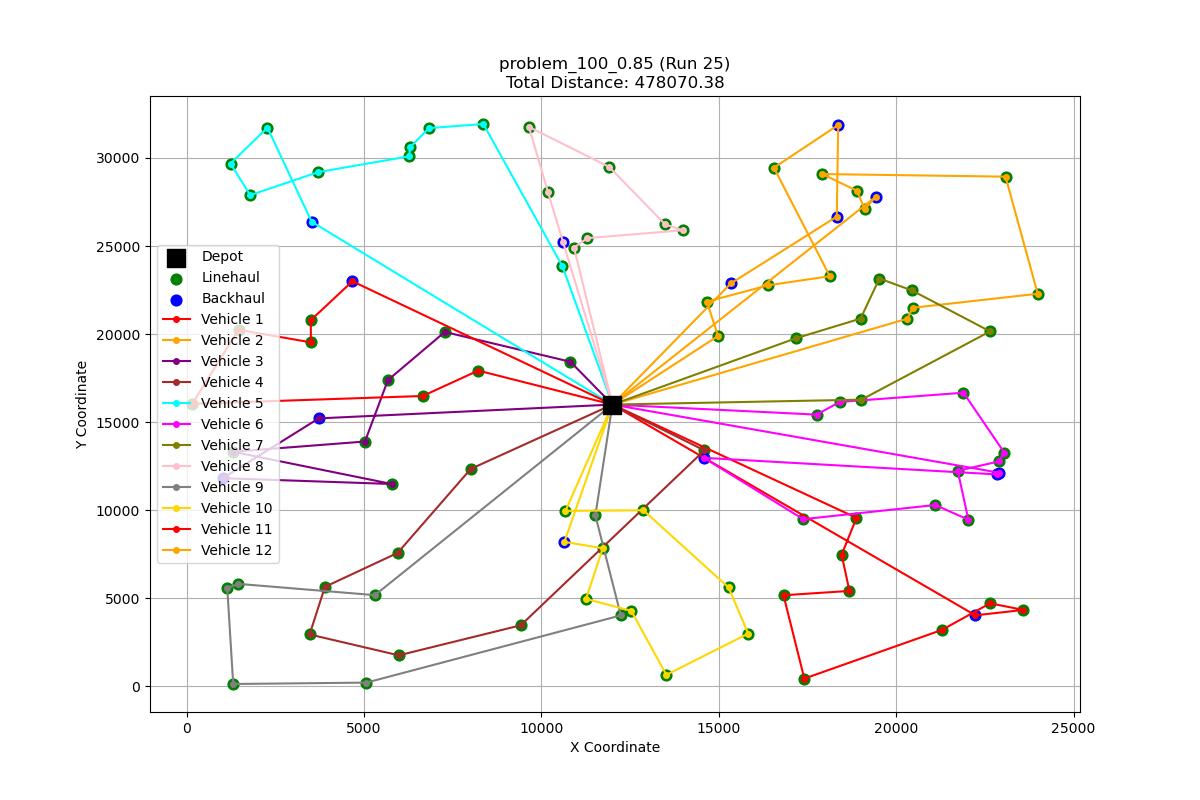 problem_100_0.85 (Run 25)
Total Distance: 478070.38
Y Coordinate
30000
25000
20000
15000
10000
5000
0
Depot
Linehaul
Backhaul
Vehicle 1
Vehicle 2
Vehicle 3
Vehicle 4
Vehicle 5
Vehicle 6
Vehicle 7
Vehicle 8
Vehicle 9
Vehicle 10
Vehicle 11
Vehicle 12
0 5000 10000 15000 20000 25000
X Coordinate